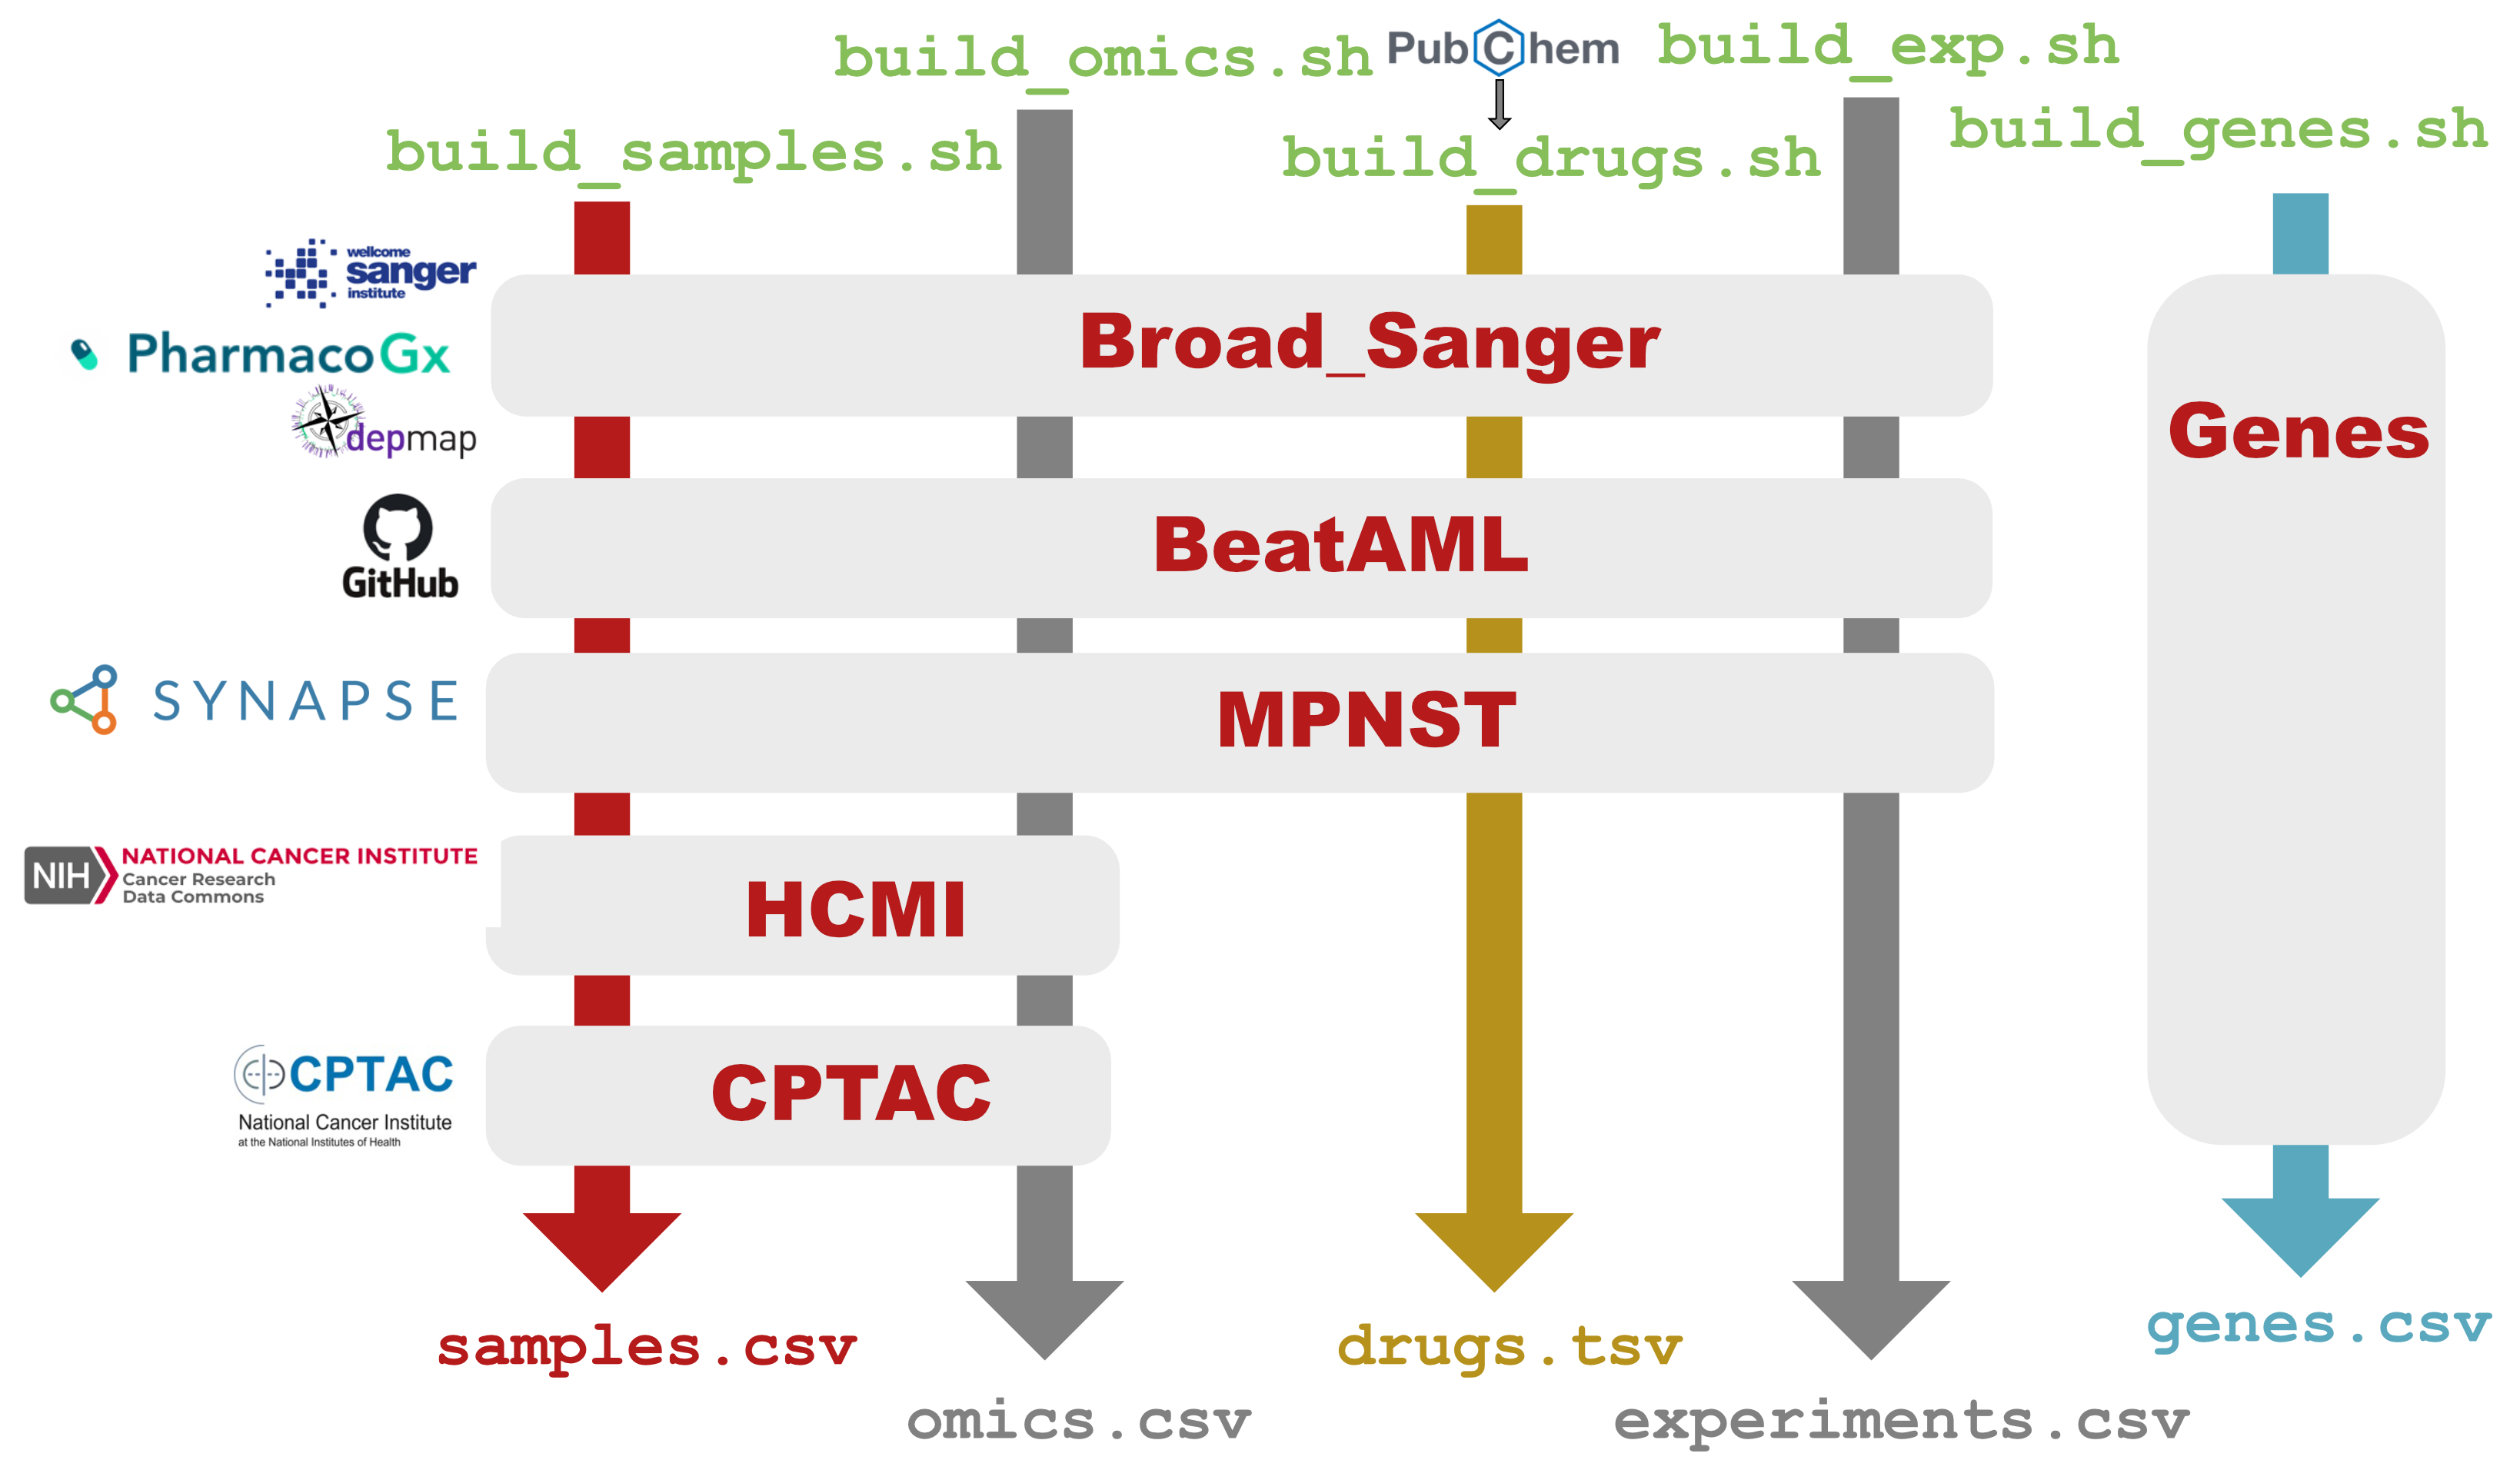 build_omics.sh
PubChem
build_exp.sh
build_samples.sh
build_drugs.sh
build_genes.sh
wellcome
sanger
institute
PharmacoGx
depmap
Broad_Sanger
Genes
GitHub
BeatAML
SYNAPSE
MPNST
NIH
NATIONAL CANCER INSTITUTE
Cancer Research
Data Commons
HCMI
CPTAC
National Cancer Institute
at the National Institutes of Health
CPTAC
samples.csv
omics.csv
drugs.tsv
experiments.csv
genes.csv